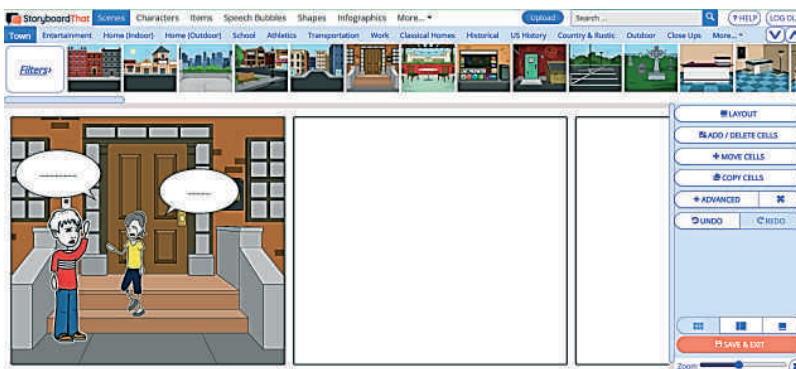 StoryboardThat Scenes Characters Items Speech Bubbles Shapes Infographics More... Upload Search ... ? HELP LOG OU
Town Entertainment Home (Indoor) Home (Outdoor) School Athletics Transportation Work Classical Homes Historical US History Country & Rustic Outdoor Close Ups More...
Filters›
LAYOUT
ADD / DELETE CELLS
MOVE CELLS
COPY CELLS
ADVANCED
UNDO REDO
SAVE & EXIT
Zoom